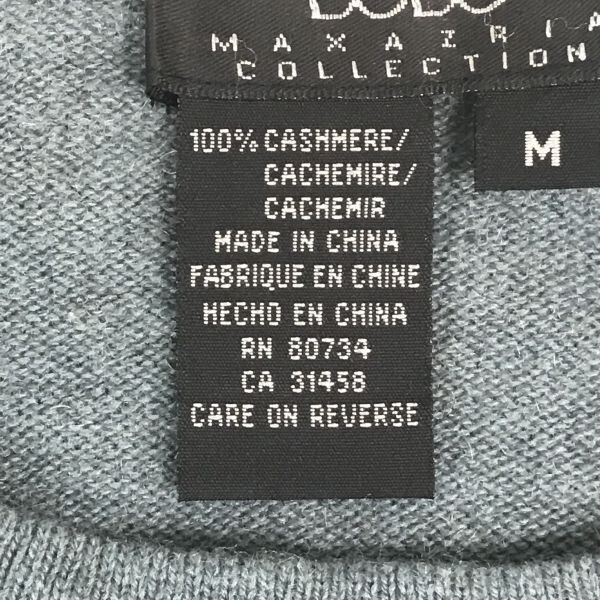 MAXAZRIA
COLLECTION
M
100% CASHMERE/
CACHEMIRE/
CACHEMIR
MADE IN CHINA
FABRIQUE EN CHINE
HECHO EN CHINA
RN 80734
CA 31458
CARE ON REVERSE